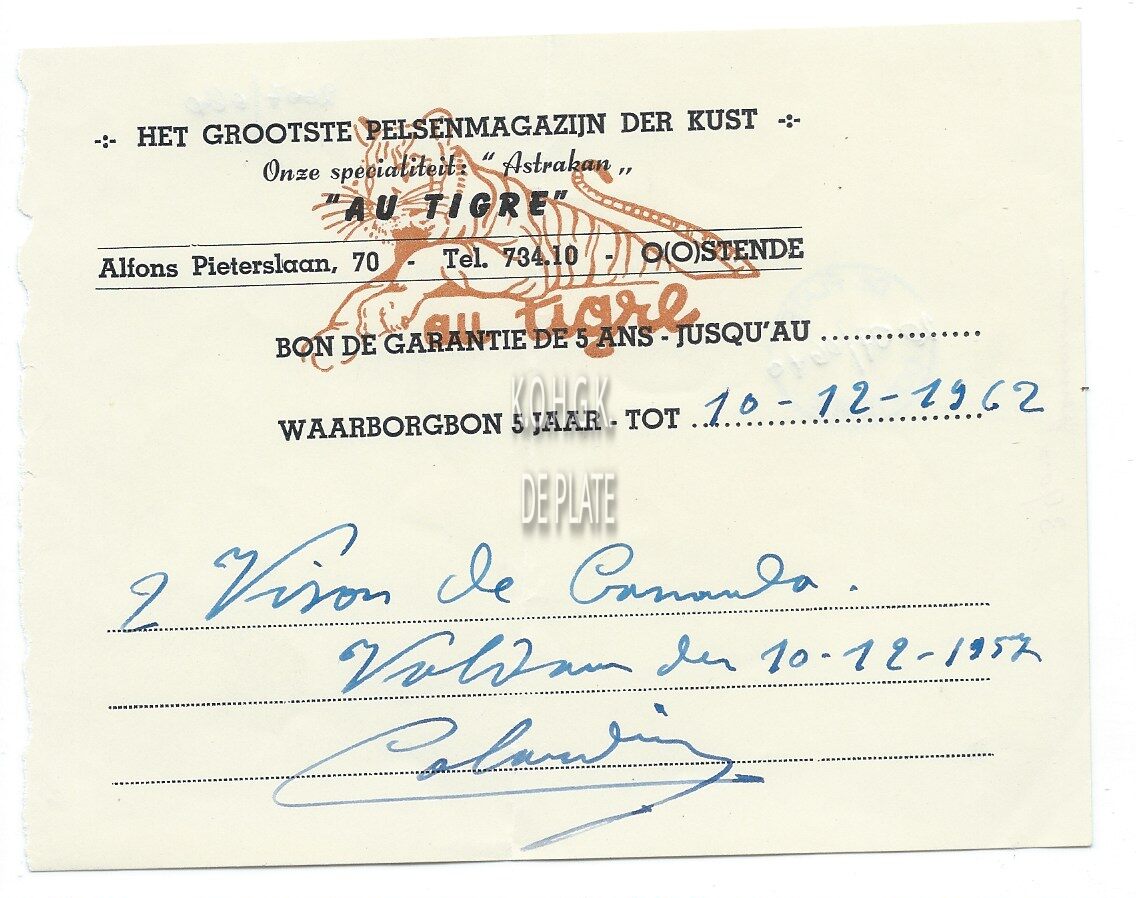 -:- HET GROOTSTE PELSENMAGAZIJN DER KUST -:-
Onze specialiteit: "Astrakan„
"AU TIGRE"
Alfons Pieterslaan, 70 - Tel. 734.10 - O(O)STENDE
au tigre
BON DE GARANTIE DE 5 ANS - JUSQU'AU ...............
WAARBORGBON 5 JAAR - TOT 10-12-1962
KOHGK
DE PLATE
2 Vison de Canada.
Voldaan den 10-12-1957